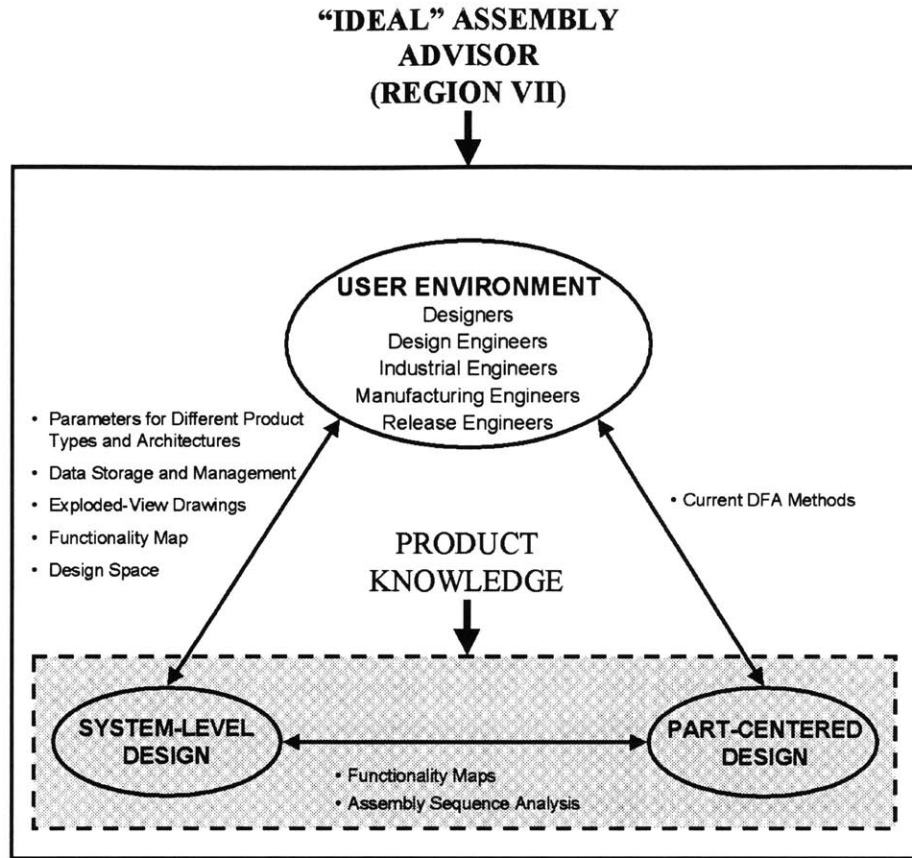 “IDEAL” ASSEMBLY
ADVISOR
(REGION VII)
USER ENVIRONMENT
Designers
Design Engineers
Industrial Engineers
Manufacturing Engineers
Release Engineers
• Parameters for Different Product
Types and Architectures
• Data Storage and Management
• Exploded-View Drawings
• Functionality Map
• Design Space
• Current DFA Methods
PRODUCT
KNOWLEDGE
SYSTEM-LEVEL
DESIGN
PART-CENTERED
DESIGN
• Functionality Maps
• Assembly Sequence Analysis